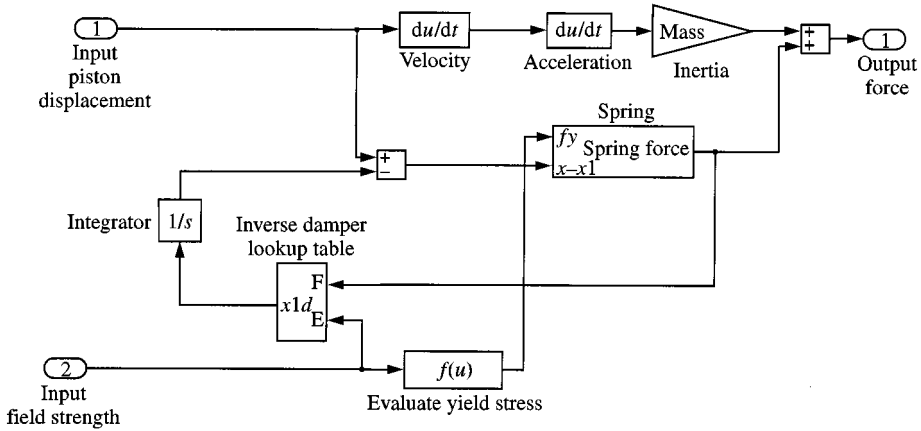 1
Input
piston
displacement
du/dt
Velocity
du/dt
Acceleration
Mass
Inertia
+
+
1
Output
force
Spring
fy
Spring force
x–x1
+
−
Integrator
1/s
Inverse damper
lookup table
F
x1d
E
2
Input
field strength
f(u)
Evaluate yield stress